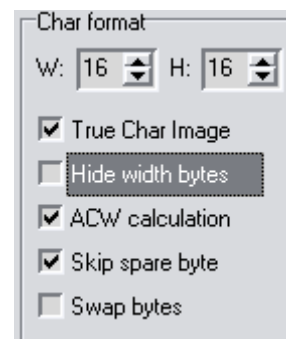 Char format
W: 16 H: 16
True Char Image
Hide width bytes
ACW calculation
Skip spare byte
Swap bytes